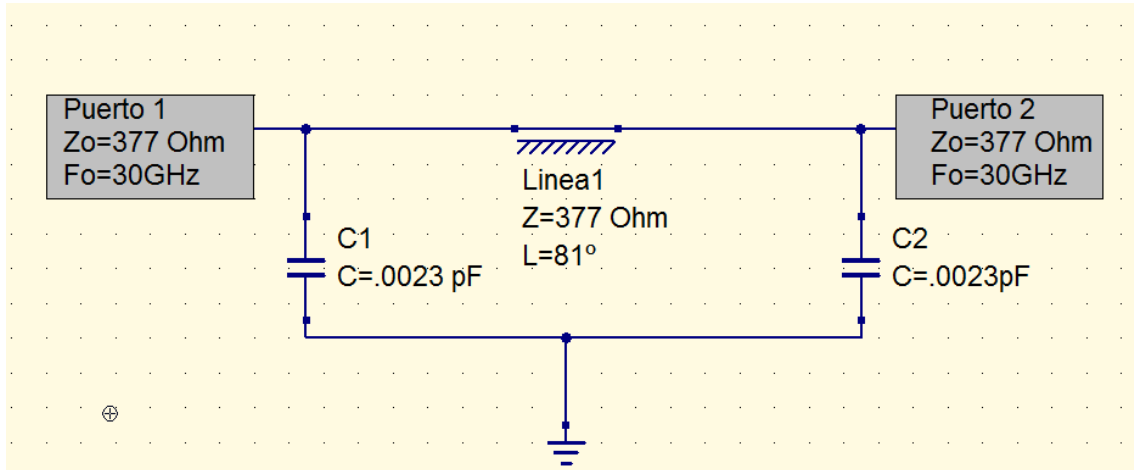 Puerto 1
Zo=377 Ohm
Fo=30GHz
Puerto 2
Zo=377 Ohm
Fo=30GHz
Linea1
Z=377 Ohm
L=81º
C1
C=.0023 pF
C2
C=.0023pF